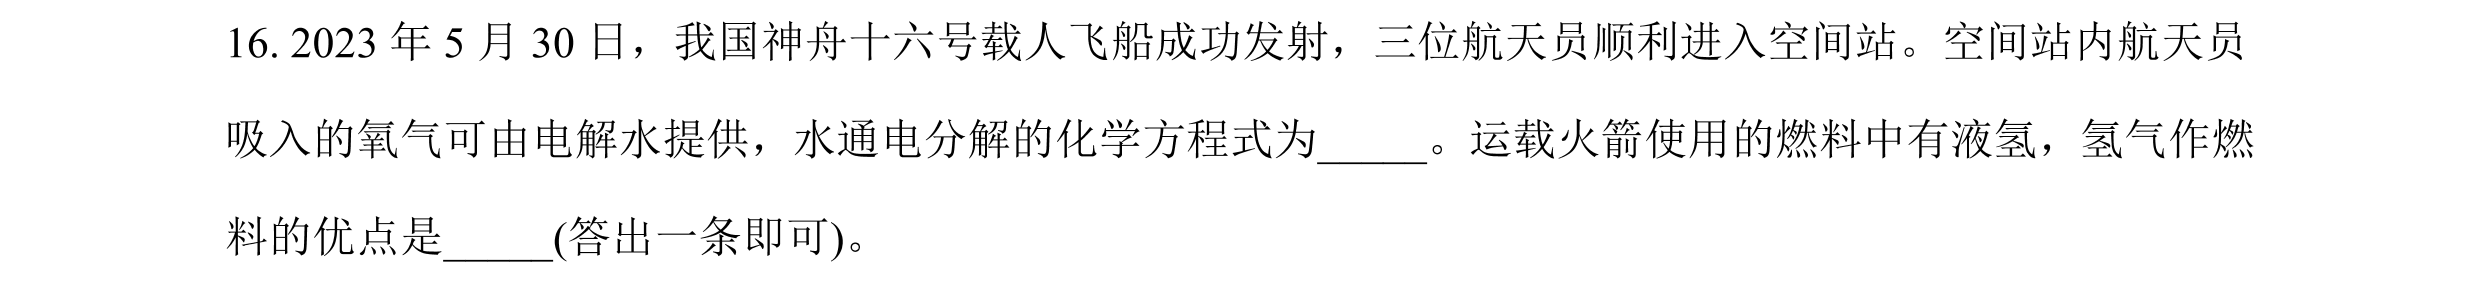 16. 2023 年 5 月 30 日，我国神舟十六号载人飞船成功发射，三位航天员顺利进入空间站。空间站内航天员
吸入的氧气可由电解水提供，水通电分解的化学方程式为_____。运载火箭使用的燃料中有液氢，氢气作燃
料的优点是_____(答出一条即可)。